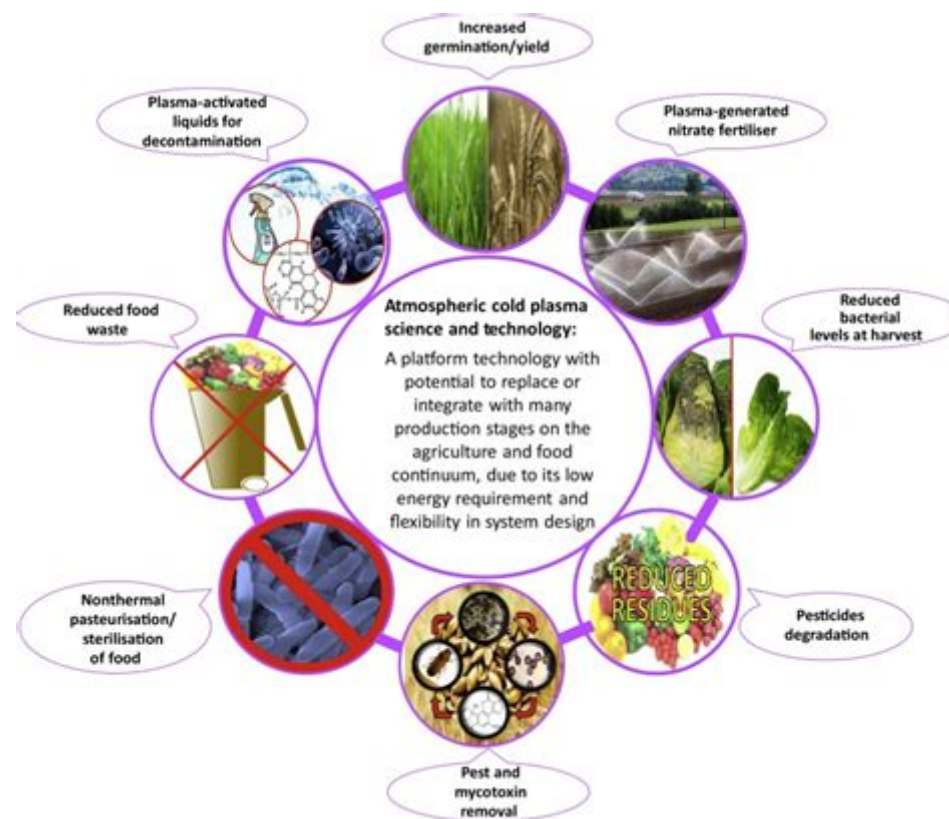 Increased
germination/yield
Plasma-activated
liquids for
decontamination
Plasma-generated
nitrate fertiliser
Reduced food
waste
Atmospheric cold plasma
science and technology:
A platform technology with
potential to replace or
integrate with many
production stages on the
agriculture and food
continuum, due to its low
energy requirement and
flexibility in system design
Reduced
bacterial
levels at harvest
Nonthermal
pasteurisation/
sterilisation
of food
REDUCED
RESIDUES
Pesticides
degradation
Pest and
mycotoxin
removal